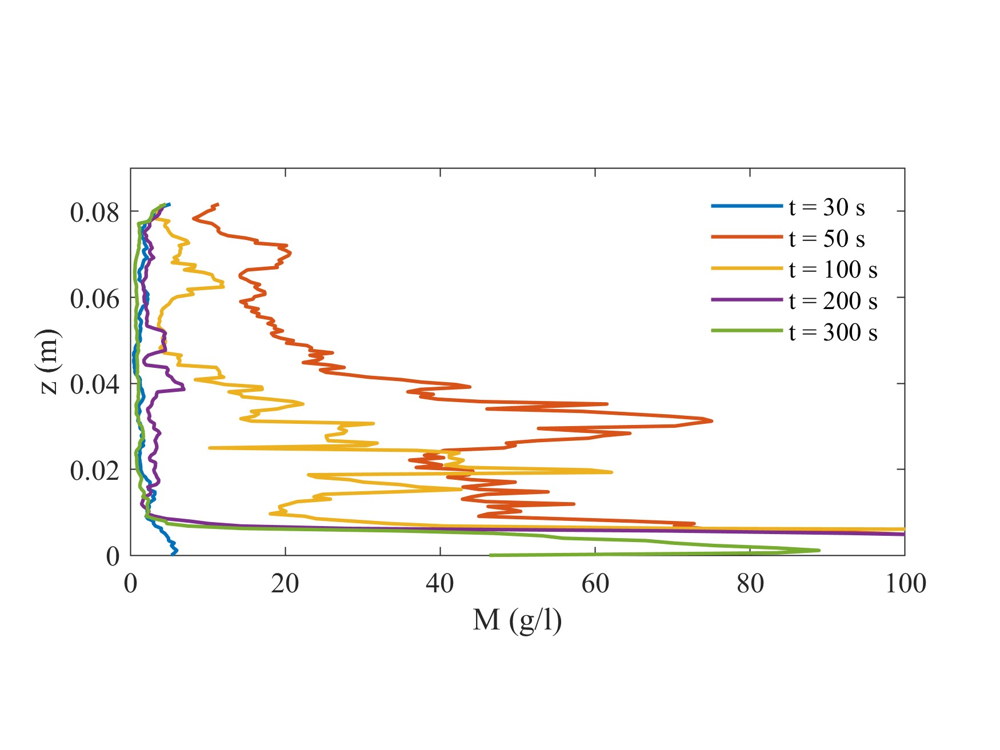 0.08
0.06
0.04
0.02
0
z (m)
0 20 40 60 80 100
M (g/l)
t = 30 s
t = 50 s
t = 100 s
t = 200 s
t = 300 s